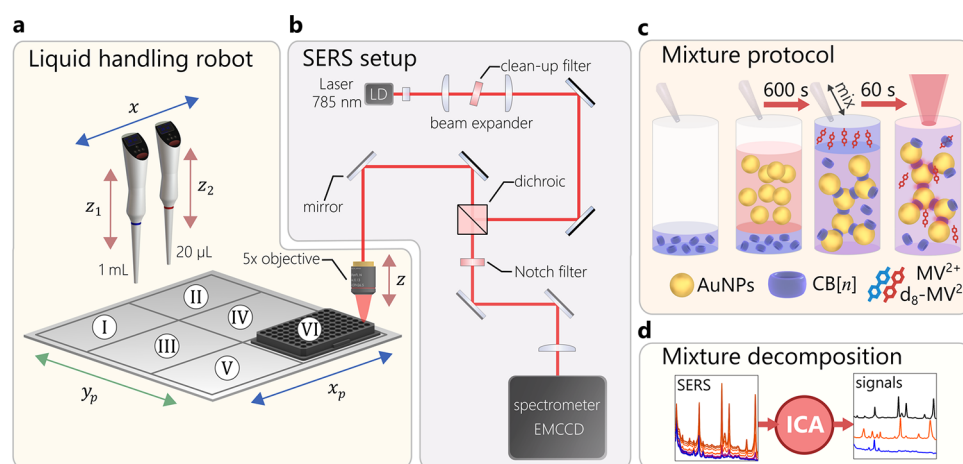 a
Liquid handling robot
x
z1
z2
1 mL
20 µL
5x objective
z
I
II
III
IV
V
VI
yp
xp
b
SERS setup
Laser
785 nm
LD
clean-up filter
beam expander
mirror
dichroic
Notch filter
spectrometer
EMCCD
c
Mixture protocol
600 s
mix
60 s
AuNPs
CB[n]
MV2+
d8-MV2
d
Mixture decomposition
SERS
ICA
signals